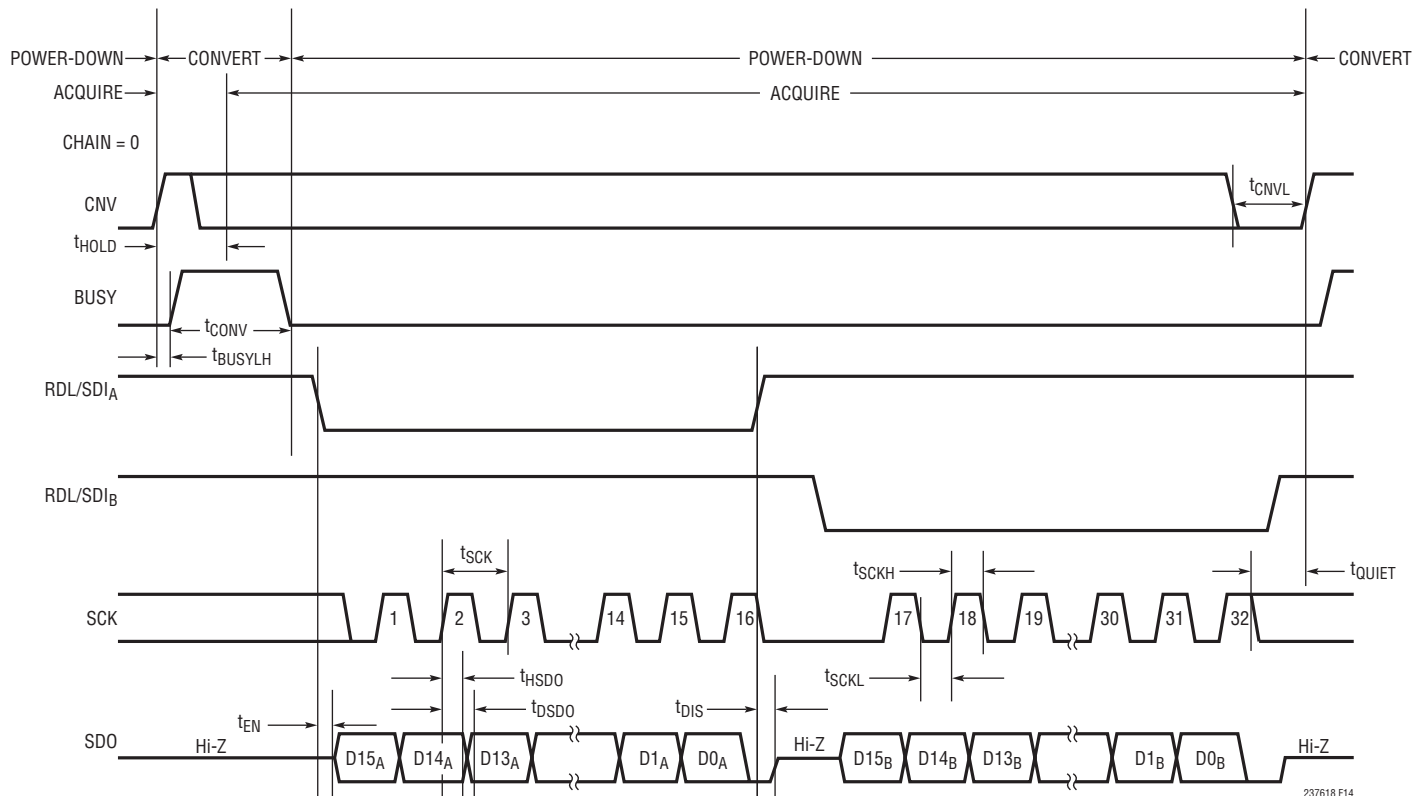 POWER-DOWN CONVERT POWER-DOWN CONVERT
ACQUIRE ACQUIRE
CHAIN = 0
CNV tCNVL
tHOLD
BUSY
tCONV
tBUSYLH
RDL/SDIA
RDL/SDIB
tSCK tSCKH tQUIET
SCK 1 2 3 14 15 16 17 18 19 30 31 32
tHSDO tSCKL
tEN tDSDO tDIS
SDO Hi-Z D15A D14A D13A D1A D0A Hi-Z D15B D14B D13B D1B D0B Hi-Z
237618 F14